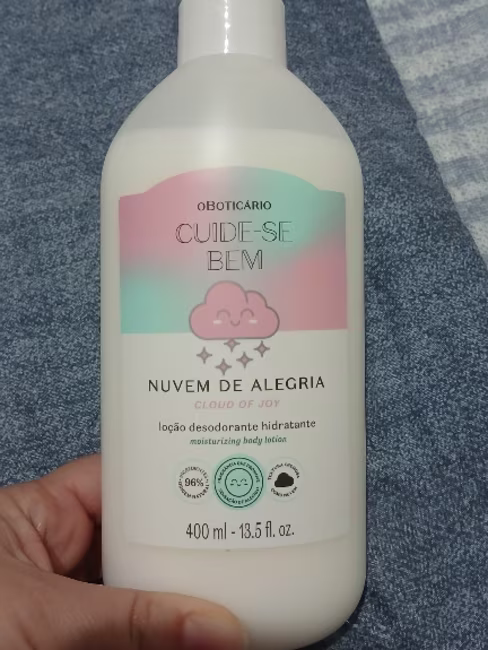 oBOTICÁRIO
CUIDE-SE
BEM
NUVEM DE ALEGRIA
CLOUD OF JOY
loção desodorante hidratante
moisturizing body lotion
96%
400 ml - 13.5 fl. oz.